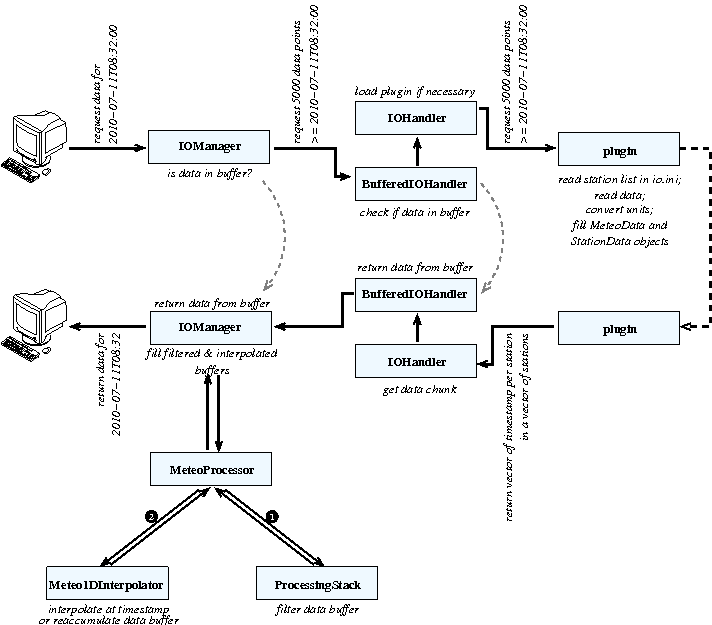 request data for
2010-07-11T08:32:00
IOManager
is data in buffer?
request 5000 data points
>= 2010-07-11T08:32:00
load plugin if necessary
IOHandler
BufferedIOHandler
check if data in buffer
request 5000 data points
>= 2010-07-11T08:32:00
plugin
read station list in io.ini;
read data;
convert units;
fill MeteoData and
StationData objects
return data for
2010-07-11T08:32
return data from buffer
IOManager
fill filtered & interpolated
buffers
return data from buffer
BufferedIOHandler
IOHandler
get data chunk
return vector of timestamp per station
in a vector of stations
plugin
MeteoProcessor
2
1
Meteo1DInterpolator
interpolate at timestamp
or reaccumulate data buffer
ProcessingStack
filter data buffer